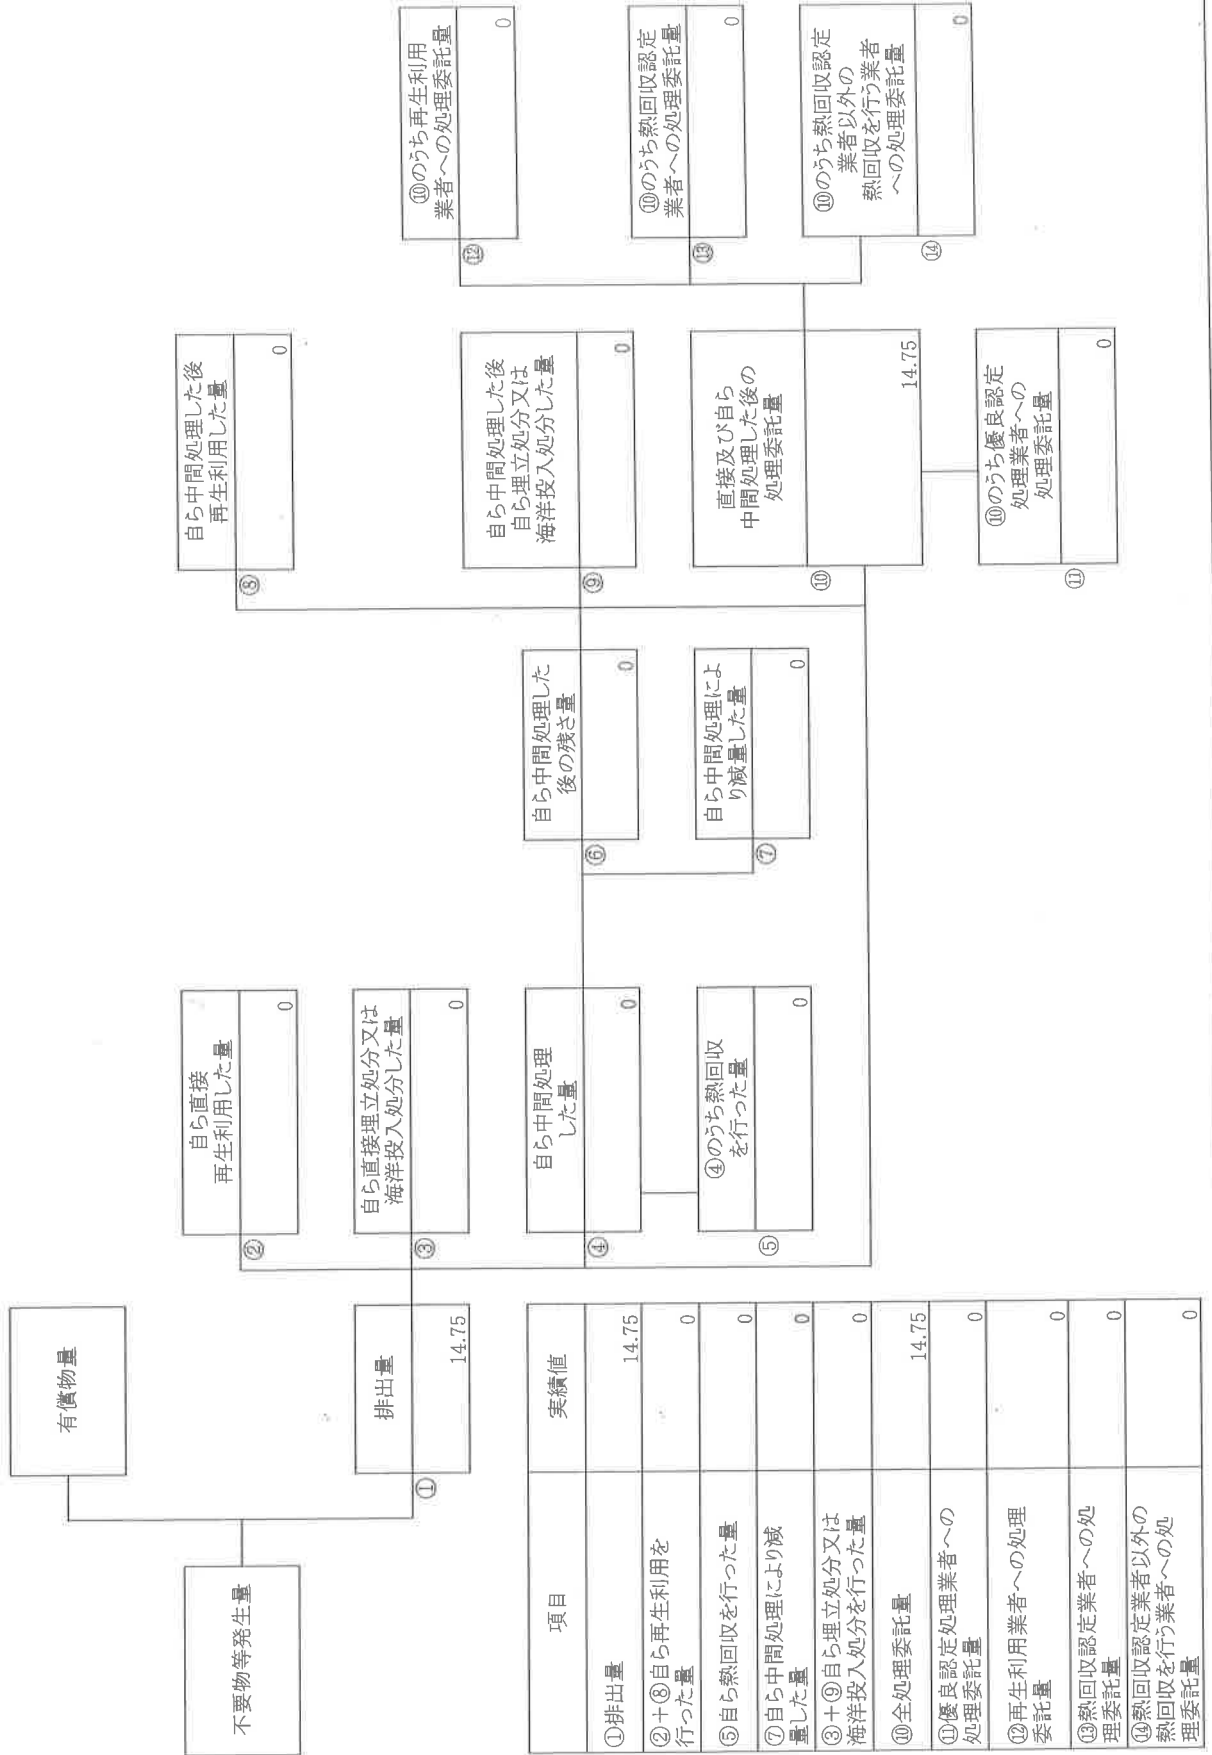 不要物等発生量
有償物量
①
排出量
14.75
②
自ら直接
再生利用した量
0
③
自ら直接埋立処分又は
海洋投入処分した量
0
④
自ら中間処理
した量
0
⑤
④のうち熱回収
を行った量
0
⑥
自ら中間処理した
後の残さ量
0
⑦
自ら中間処理によ
り減量した量
0
⑧
自ら中間処理した後
再生利用した量
0
⑨
自ら中間処理した後
自ら埋立処分又は
海洋投入処分した量
0
⑩
直接及び自ら
中間処理した後の
処理委託量
14.75
⑪
⑩のうち優良認定
処理業者への
処理委託量
0
⑫
⑩のうち再生利用
業者への処理委託量
0
⑬
⑩のうち熱回収認定
業者への処理委託量
0
⑭
⑩のうち熱回収認定
業者以外の
熱回収を行う業者
への処理委託量
0
項目 実績値
①排出量 14.75
②+⑧自ら再生利用を
行った量 0
⑤自ら熱回収を行った量 0
⑦自ら中間処理により減
量した量 0
③+⑨自ら埋立処分又は
海洋投入処分を行った量 0
⑩全処理委託量 14.75
⑪優良認定処理業者への
処理委託量 0
⑫再生利用業者への処理
委託量 0
⑬熱回収認定業者への処
理委託量 0
⑭熱回収認定業者以外の
熱回収を行う業者への処
理委託量 0